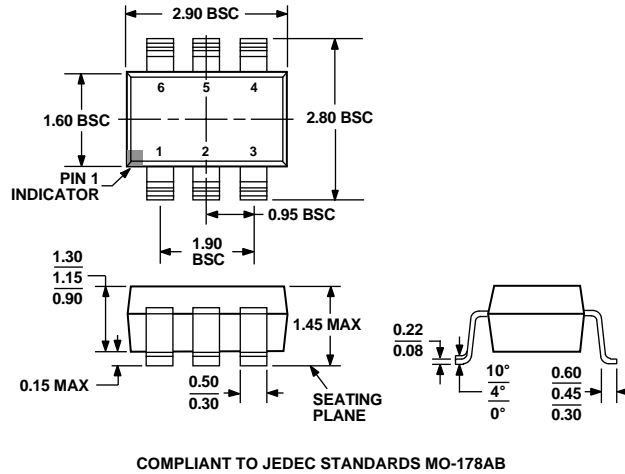 2.90 BSC
6 5 4
1.60 BSC
2.80 BSC
1 2 3
PIN 1
INDICATOR
0.95 BSC
1.90
BSC
1.30
1.15
0.90
1.45 MAX
0.15 MAX
0.50
0.30
SEATING
PLANE
0.22
0.08
10°
4°
0°
0.60
0.45
0.30
COMPLIANT TO JEDEC STANDARDS MO-178AB